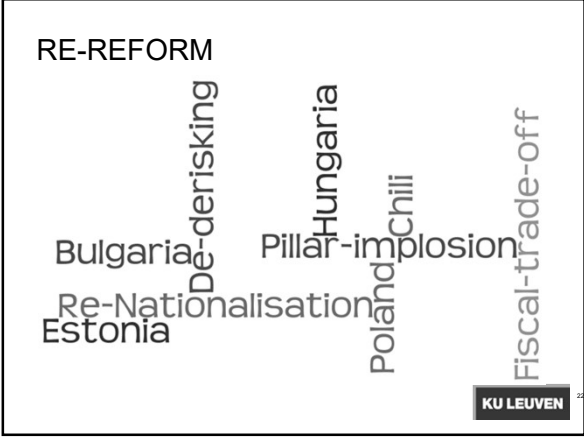 RE-REFORM
De-derisking
Hungaria
Chili
Fiscal-trade-off
Bulgaria
Pillar-implosion
Re-Nationalisation
Poland
Estonia
KU LEUVEN
22